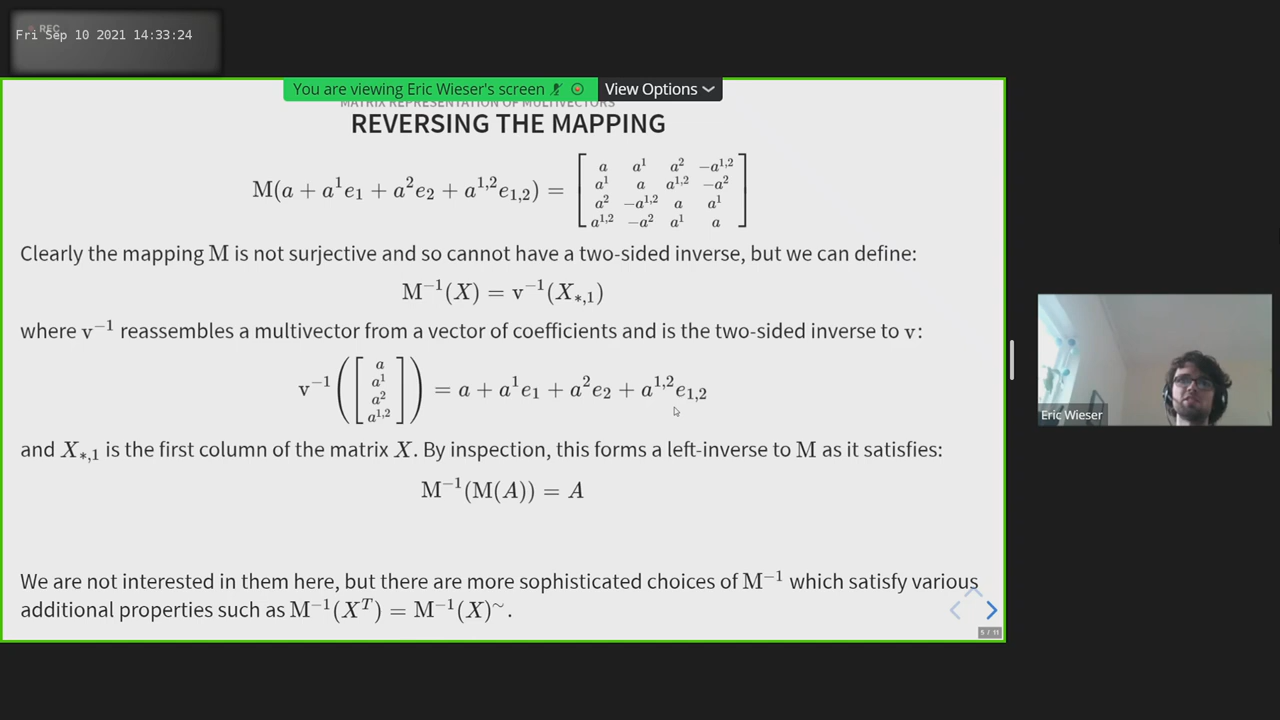 REC
Fri Sep 10 2021 14:33:24
You are viewing Eric Wieser's screen View Options
MATRIX REPRESENTATION OF MULTIVECTORS
REVERSING THE MAPPING
M(a + a¹e₁ + a²e₂ + a^{1,2}e_{1,2}) = [ a a¹ a² −a^{1,2}
a¹ a a^{1,2} −a²
a² −a^{1,2} a a¹
a^{1,2} −a² a¹ a ]
Clearly the mapping M is not surjective and so cannot have a two-sided inverse, but we can define:
M⁻¹(X) = v⁻¹(X_{*,1})
where v⁻¹ reassembles a multivector from a vector of coefficients and is the two-sided inverse to v:
v⁻¹([ a
a¹
a²
a^{1,2} ]) = a + a¹e₁ + a²e₂ + a^{1,2}e_{1,2}
and X_{*,1} is the first column of the matrix X. By inspection, this forms a left-inverse to M as it satisfies:
M⁻¹(M(A)) = A
We are not interested in them here, but there are more sophisticated choices of M⁻¹ which satisfy various
additional properties such as M⁻¹(X^T) = M⁻¹(X)^~.
5 / 11
Eric Wieser